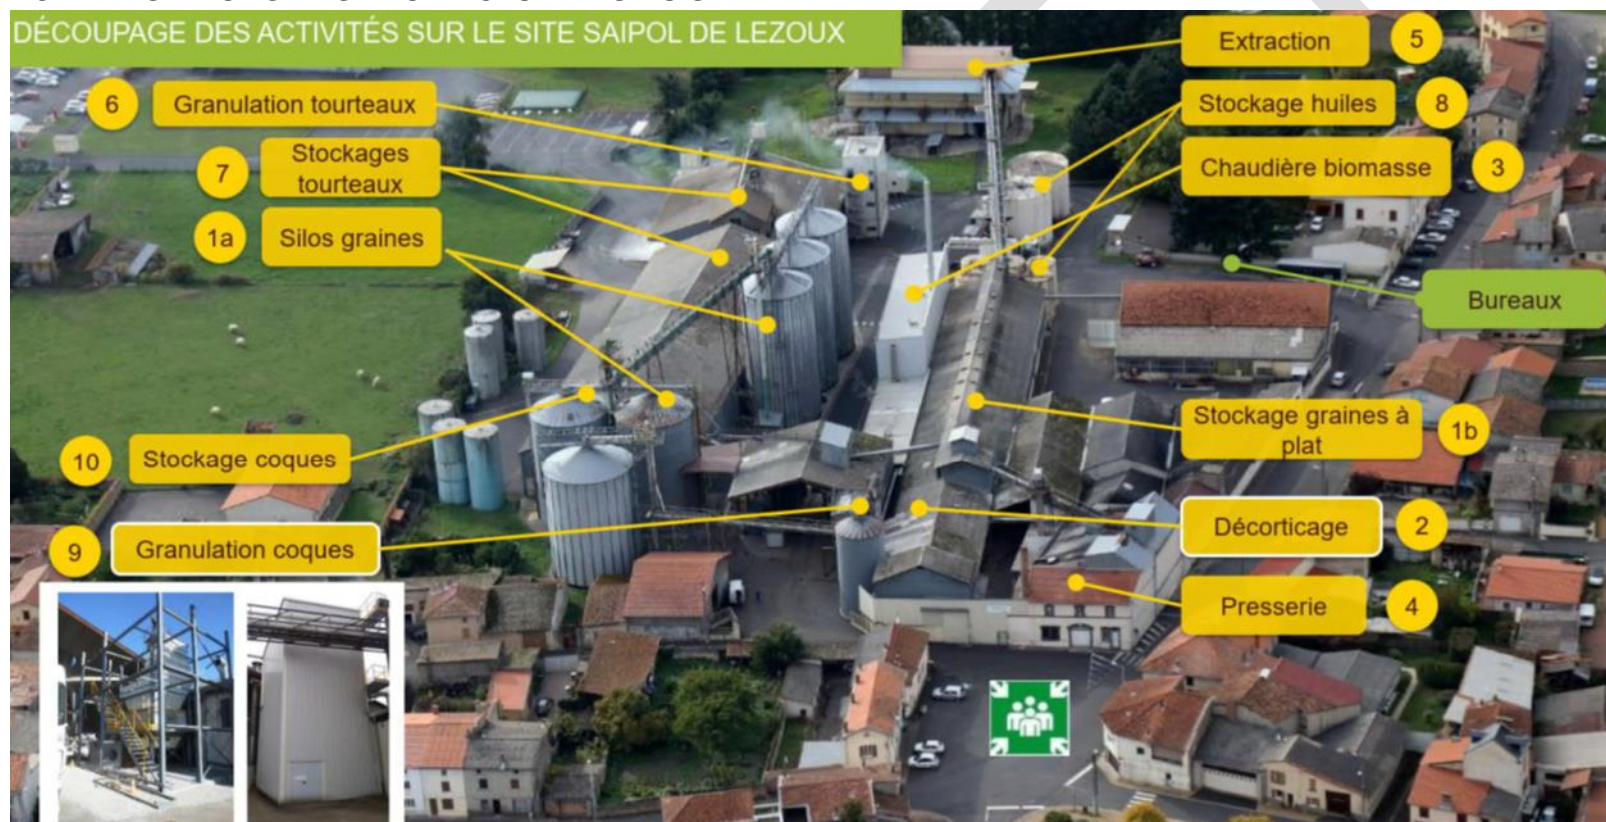 DÉCOUPAGE DES ACTIVITÉS SUR LE SITE SAIPOL DE LEZOUX
Extraction
5
6
Granulation tourteaux
Stockage huiles
8
7
Stockages
tourteaux
Chaudière biomasse
3
1a
Silos graines
Bureaux
Stockage graines à
plat
1b
10
Stockage coques
Décorticage
2
9
Granulation coques
Presserie
4